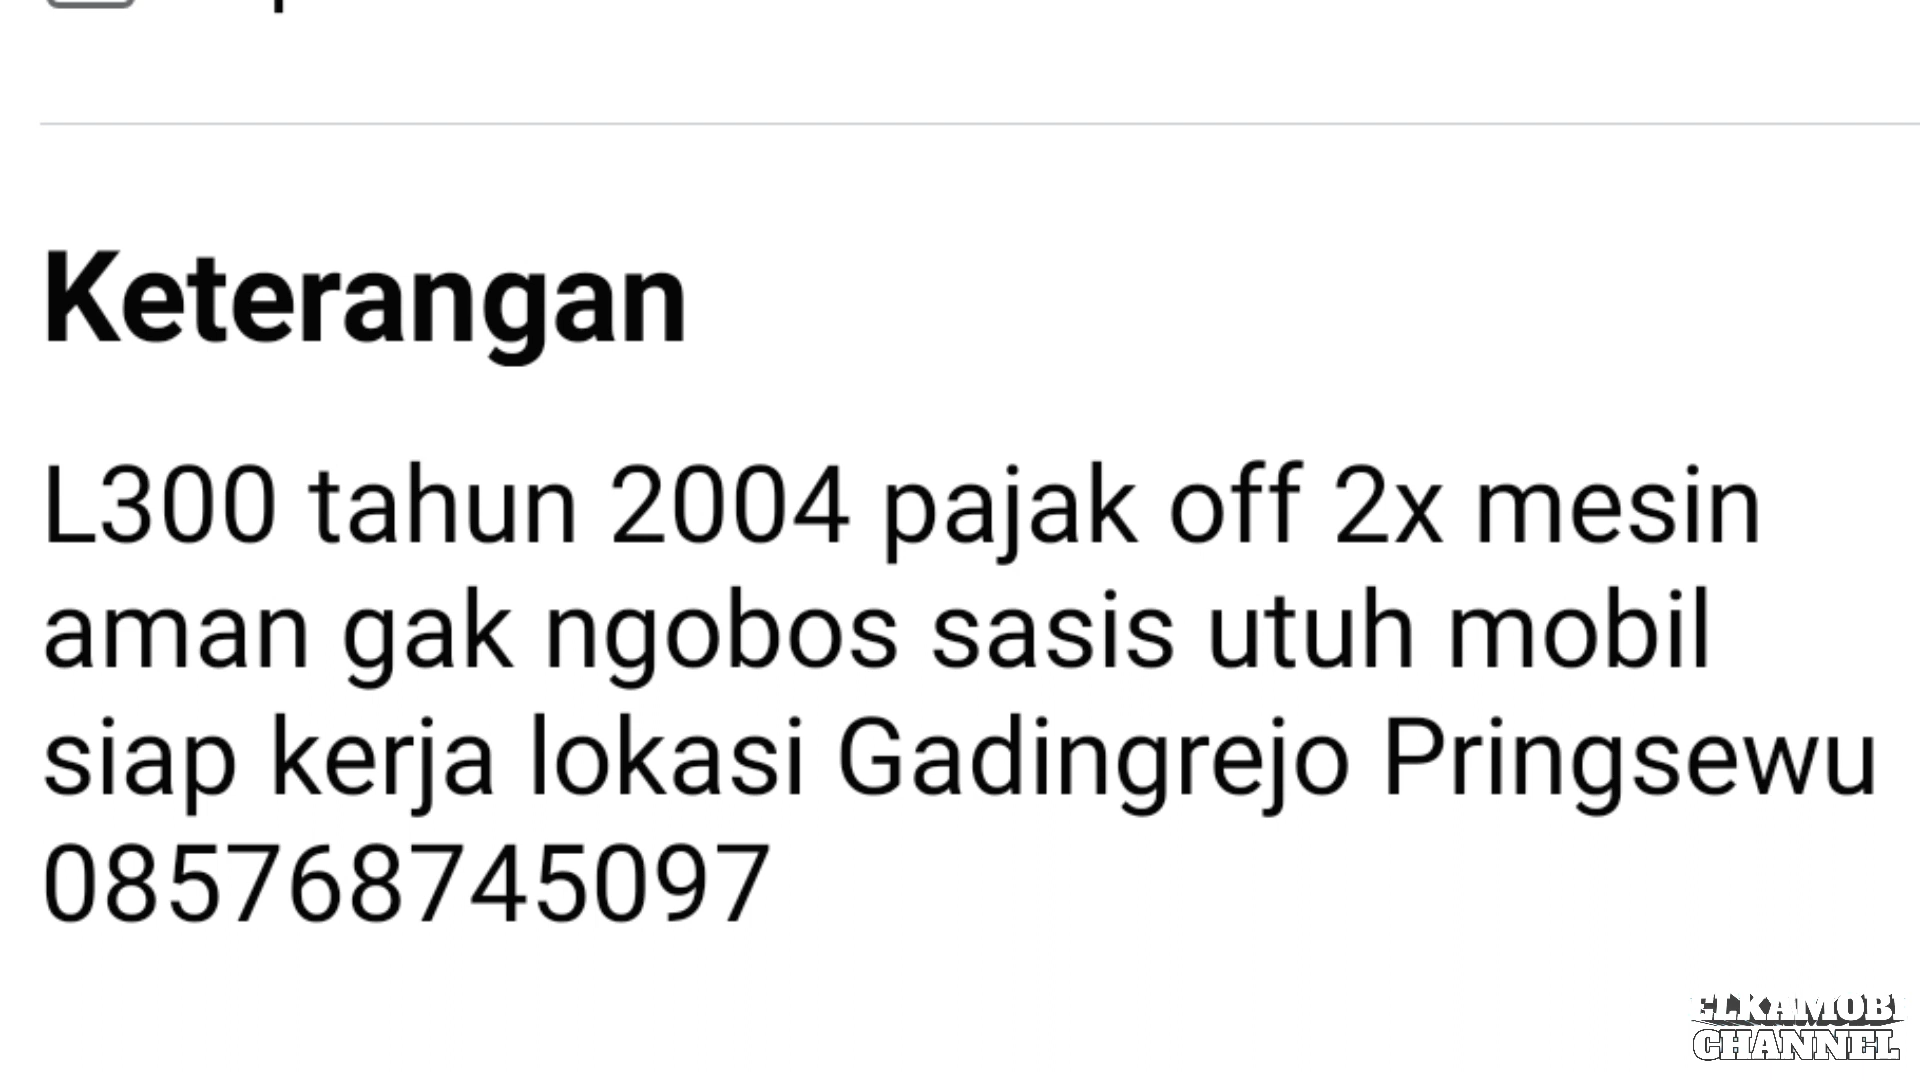 Keterangan
L300 tahun 2004 pajak off 2x mesin
aman gak ngobos sasis utuh mobil
siap kerja lokasi Gadingrejo Pringsewu
085768745097
ELKAMOBI
CHANNEL